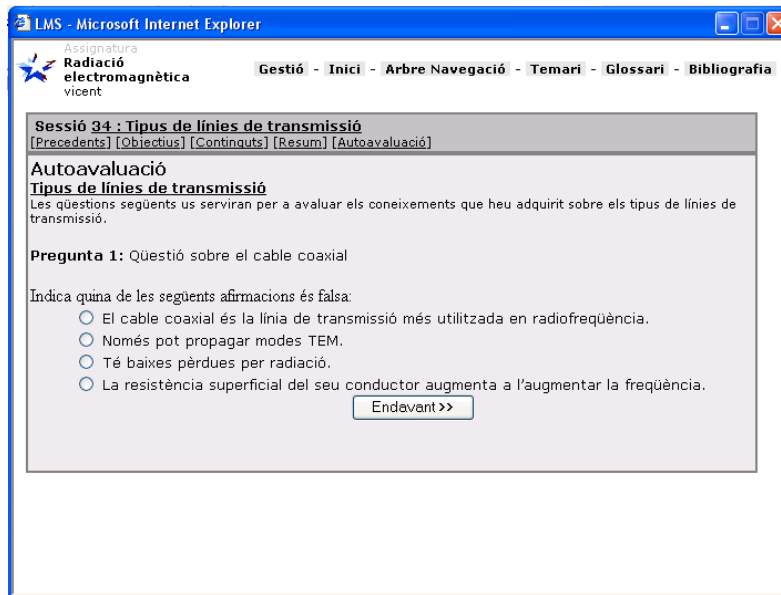 LMS - Microsoft Internet Explorer
Assignatura
Radiació
electromagnètica
vicent
Gestió - Inici - Arbre Navegació - Temari - Glossari - Bibliografia
Sessió 34 : Tipus de línies de transmissió
[Precedents] [Objectius] [Continguts] [Resum] [Autoavaluació]
Autoavaluació
Tipus de línies de transmissió
Les qüestions següents us serviran per a avaluar els coneixements que heu adquirit sobre els tipus de línies de
transmissió.
Pregunta 1: Qüestió sobre el cable coaxial
Indica quina de les següents afirmacions és falsa:
El cable coaxial és la línia de transmissió més utilitzada en radiofreqüència.
Només pot propagar modes TEM.
Té baixes pèrdues per radiació.
La resistència superficial del seu conductor augmenta a l'augmentar la freqüència.
Endavant >>